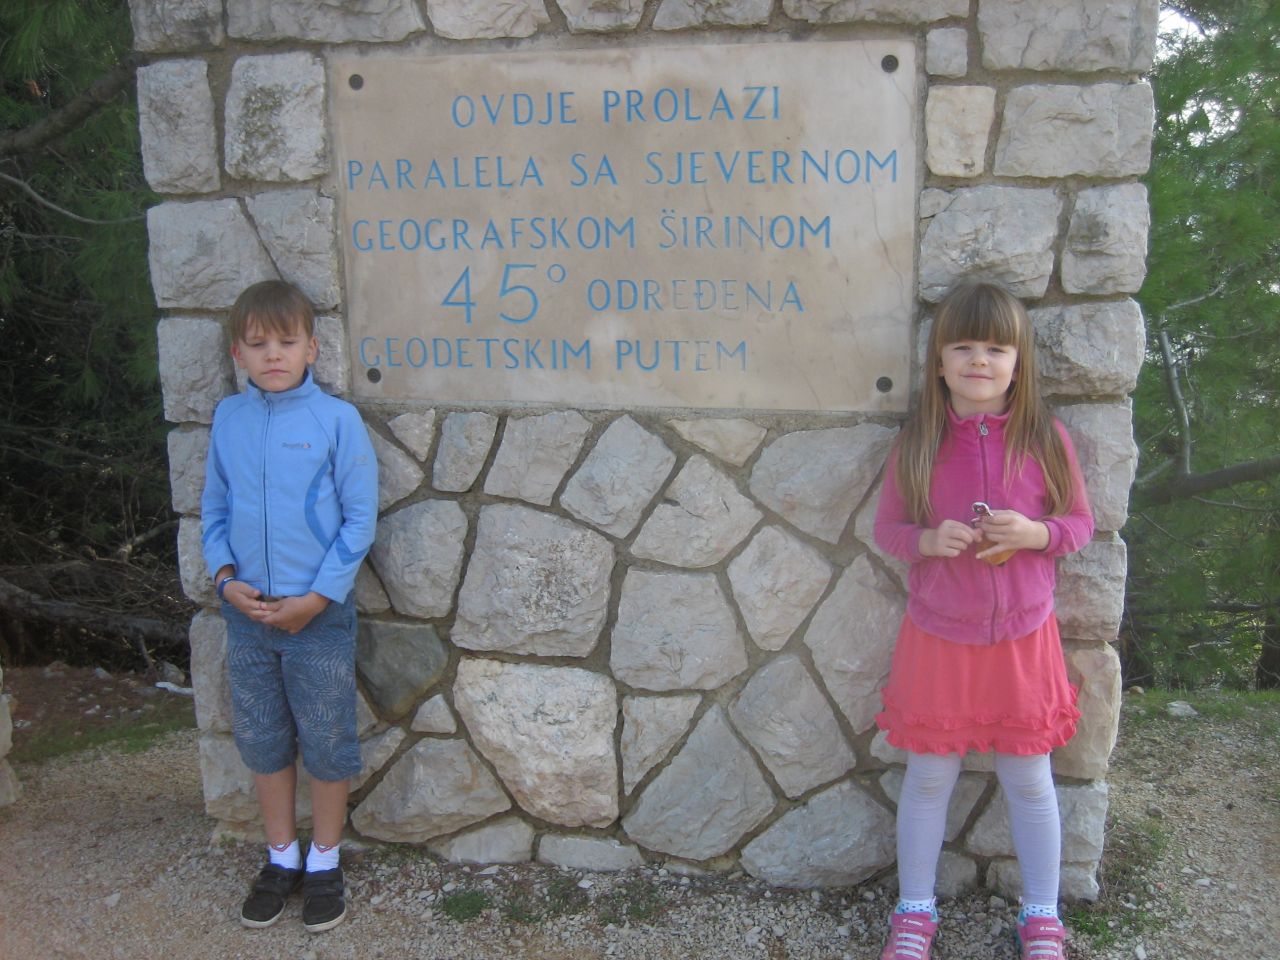 OVDJE PROLAZI
PARALELA SA SJEVERNOM
GEOGRAFSKOM ŠIRINOM
45° ODREĐENA
GEODETSKIM PUTEM